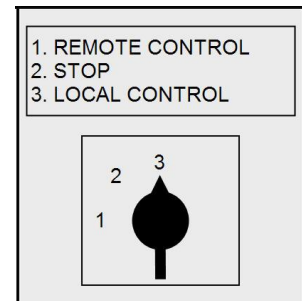 1. REMOTE CONTROL
2. STOP
3. LOCAL CONTROL
3
2
1